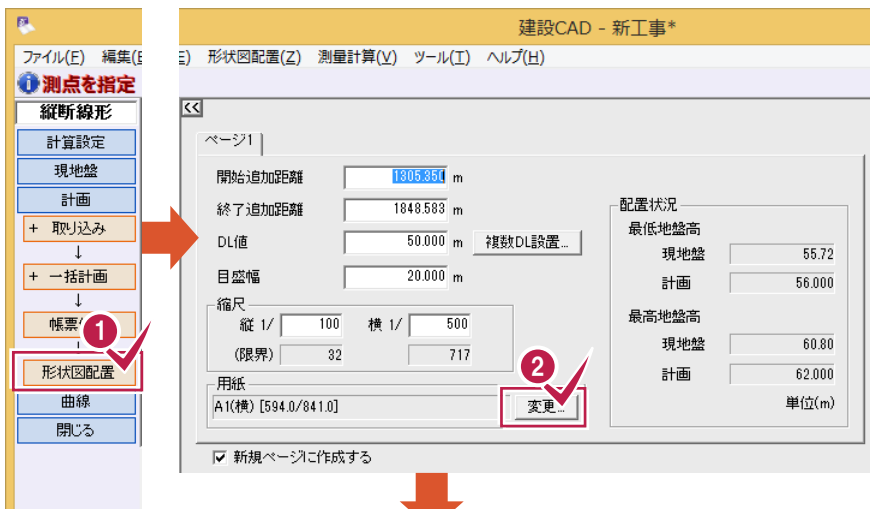 建設CAD - 新工事*
ファイル(F) 編集(E
E) 形状図配置(Z) 測量計算(V) ツール(T) ヘルプ(H)
測点を指定
縦断線形
計算設定
現地盤
計画
+ 取り込み
↓
+ 一括計画
↓
帳票
1
形状図配置
曲線
閉じる
<<
ページ1
開始追加距離 1305.350 m
終了追加距離 1848.583 m
DL値 50.000 m 複数DL設置...
目盛幅 20.000 m
縮尺
縦 1/ 100 横 1/ 500
(限界) 32 717
用紙
A1(横) [594.0/841.0] 変更...
2
新規ページに作成する
配置状況
最低地盤高
現地盤 55.72
計画 56.000
最高地盤高
現地盤 60.80
計画 62.000
単位(m)